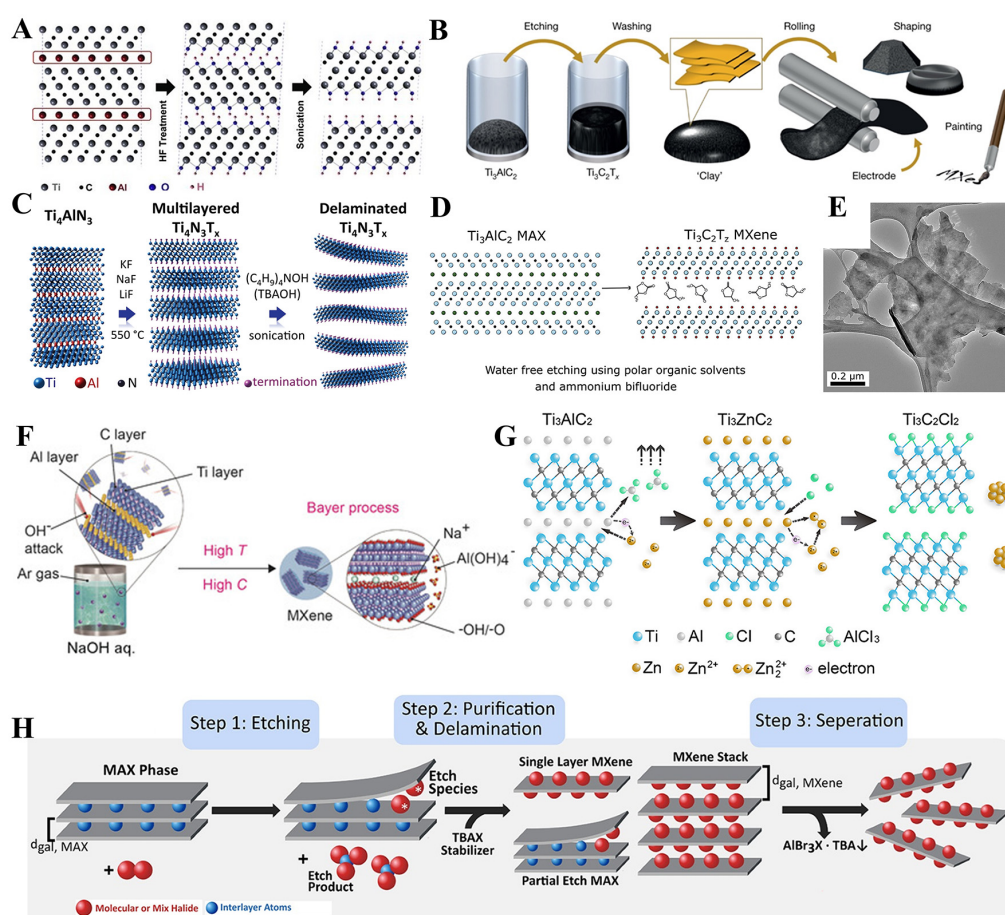 A
HF Treatment
Sonication
Ti C Al O H
B
Etching
Washing
Rolling
Shaping
Ti₃AlC₂
Ti₃C₂Tₓ
'Clay'
Electrode
Painting
MXe
C
Ti₄AlN₃
Multilayered
Ti₄N₃Tₓ
Delaminated
Ti₄N₃Tₓ
KF
NaF
LiF
550 °C
(C₄H₉)₄NOH
(TBAOH)
sonication
Ti Al N termination
D
Ti₃AlC₂ MAX
Ti₃C₂T𝓏 MXene
Water free etching using polar organic solvents
and ammonium bifluoride
E
0.2 µm
F
C layer
Al layer
Ti layer
OH⁻
attack
Ar gas
NaOH aq.
High T
High C
Bayer process
MXene
Na⁺
Al(OH)₄⁻
-OH/-O
G
Ti₃AlC₂
Ti₃ZnC₂
Ti₃C₂Cl₂
Ti Al Cl C AlCl₃
Zn Zn²⁺ Zn₂²⁺ electron
H
Step 1: Etching
Step 2: Purification
& Delamination
Step 3: Seperation
MAX Phase
dgal, MAX
+
Etch
Species
+
Etch
Product
TBAX
Stabilizer
Single Layer MXene
Partial Etch MAX
MXene Stack
dgal, MXene
AlBr₃X · TBA↓
Molecular or Mix Halide Interlayer Atoms